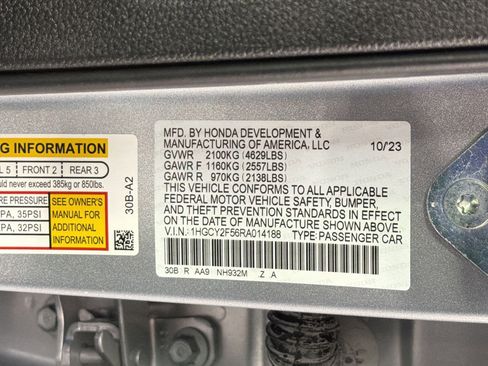 G INFORMATION
L 5 FRONT 2 REAR 3
ould never exceed 385kg or 850lbs.
E PRESSURE
PA, 35PSI
PA, 32PSI
SEE OWNER'S
MANUAL FOR
ADDITIONAL
INFORMATION
30B-A2
MFD. BY HONDA DEVELOPMENT &
MANUFACTURING OF AMERICA, LLC 10/23
GVWR 2100KG (4629LBS)
GAWR F 1160KG (2557LBS)
GAWR R 970KG (2138LBS)
THIS VEHICLE CONFORMS TO ALL APPLICABLE
FEDERAL MOTOR VEHICLE SAFETY, BUMPER,
AND THEFT PREVENTION STANDARDS IN EFFECT
ON THE DATE OF MANUFACTURE SHOWN ABOVE.
V.I.N.: 1HGCY2F56RA014188 TYPE: PASSENGER CAR
30B R AA9 NH932M Z A